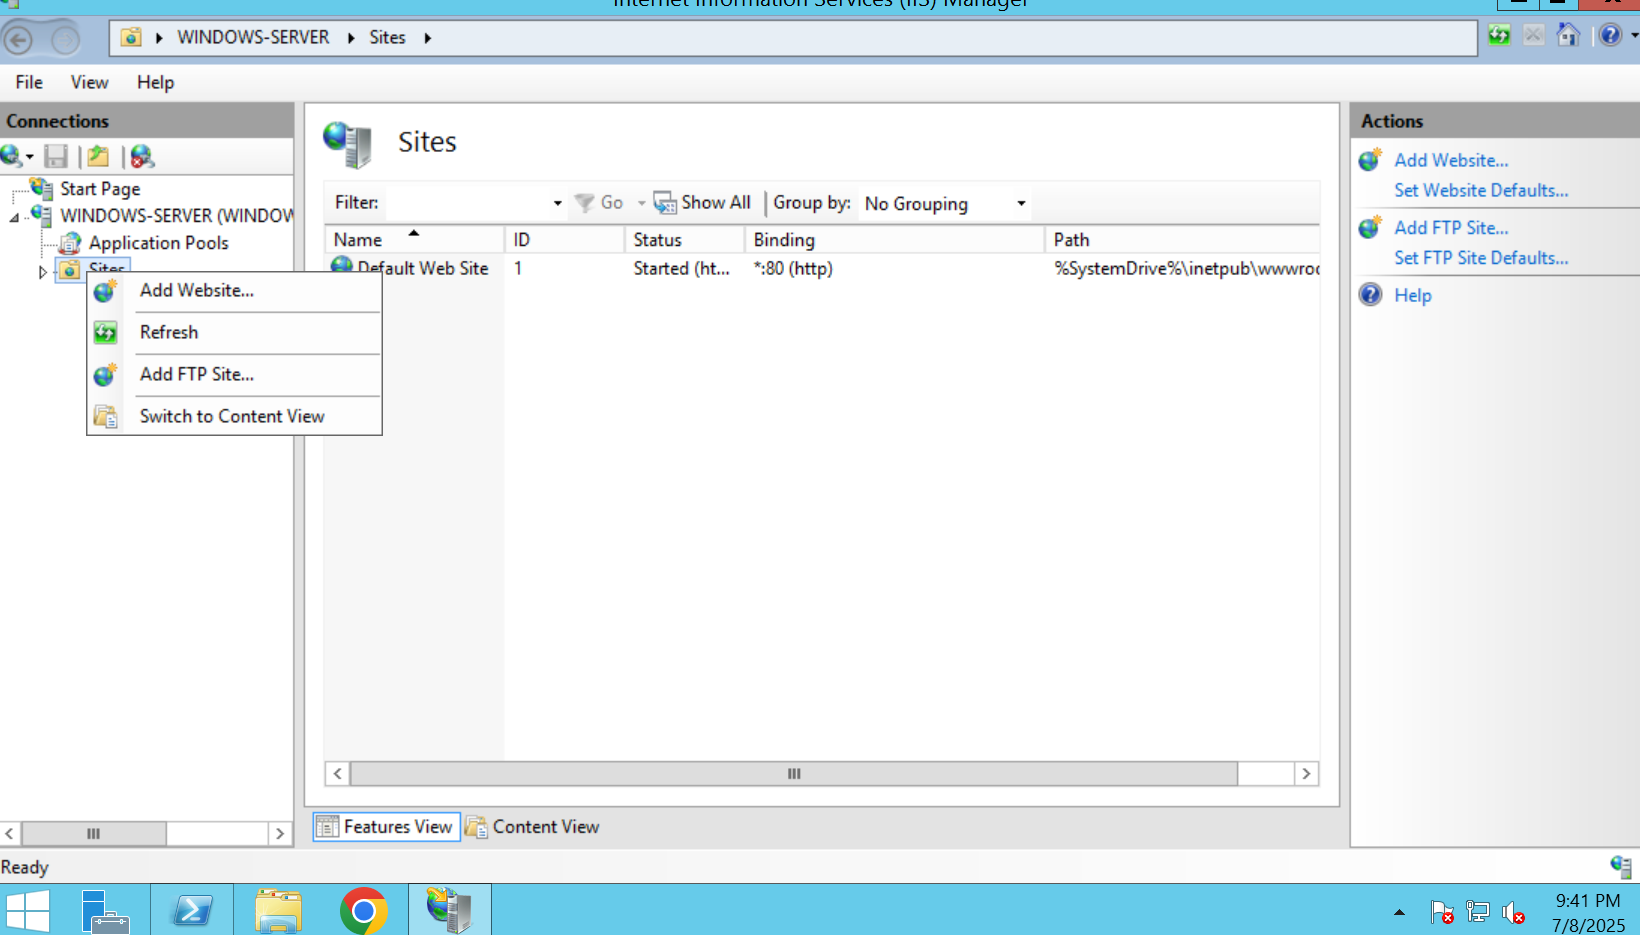 Internet Information Services (IIS) Manager
WINDOWS-SERVER Sites
File View Help
Connections
Start Page
WINDOWS-SERVER (WINDOW
Application Pools
Sites
Add Website...
Refresh
Add FTP Site...
Switch to Content View
Sites
Filter: Go Show All Group by: No Grouping
Name ID Status Binding Path
Default Web Site 1 Started (ht... *:80 (http) %SystemDrive%\inetpub\wwwroo
Features View Content View
Actions
Add Website...
Set Website Defaults...
Add FTP Site...
Set FTP Site Defaults...
Help
Ready
9:41 PM
7/8/2025